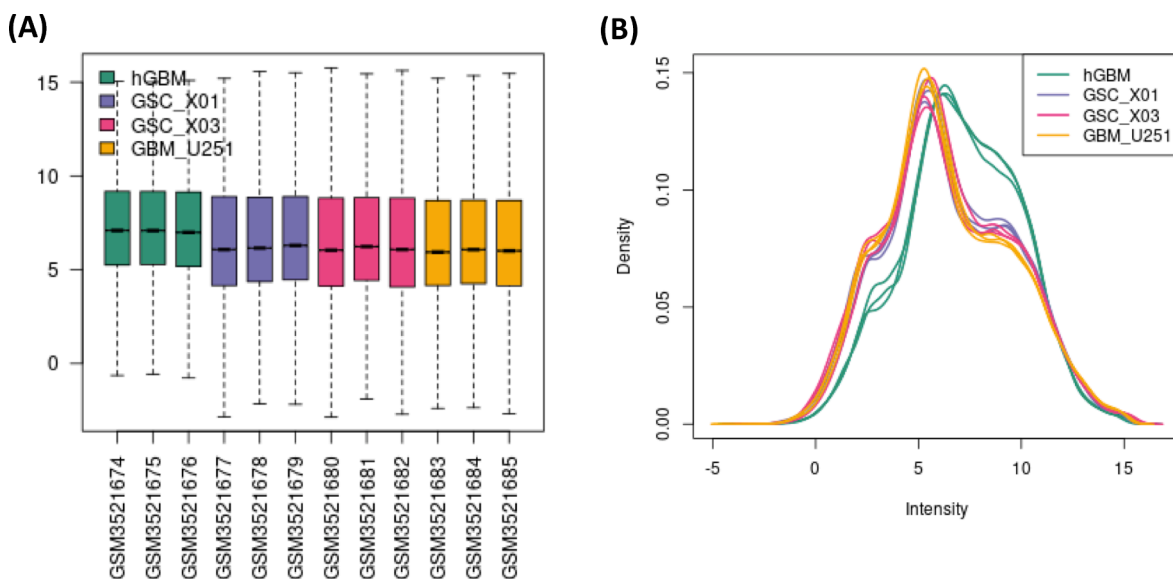 (A)
15
10
5
0
hGBM
GSC_X01
GSC_X03
GBM_U251
GSM3521674
GSM3521675
GSM3521676
GSM3521677
GSM3521678
GSM3521679
GSM3521680
GSM3521681
GSM3521682
GSM3521683
GSM3521684
GSM3521685
(B)
Density
0.15
0.10
0.05
0.00
hGBM
GSC_X01
GSC_X03
GBM_U251
-5 0 5 10 15
Intensity